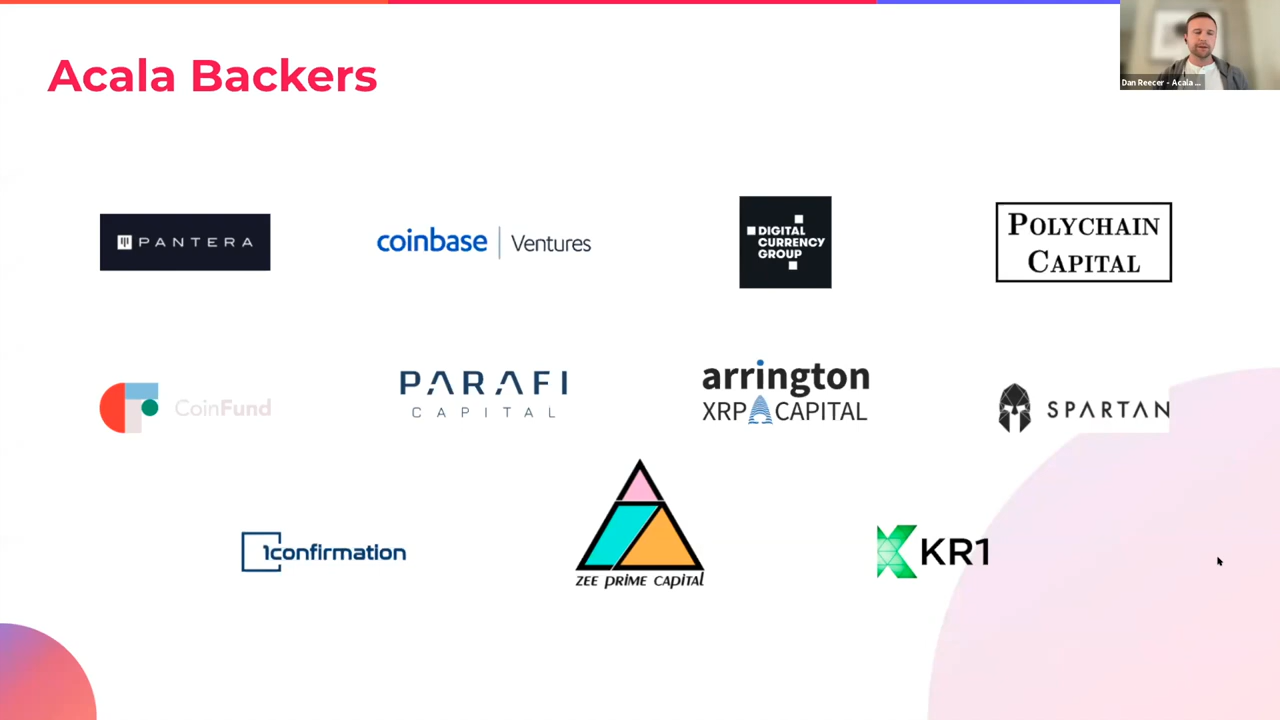 Acala Backers
Dan Reecer - Acala ...
PANTERA
coinbase | Ventures
DIGITAL
CURRENCY
GROUP
POLYCHAIN
CAPITAL
CoinFund
PARAFI
CAPITAL
arrington
XRP CAPITAL
SPARTAN
1confirmation
ZEE PRIME CAPITAL
KR1